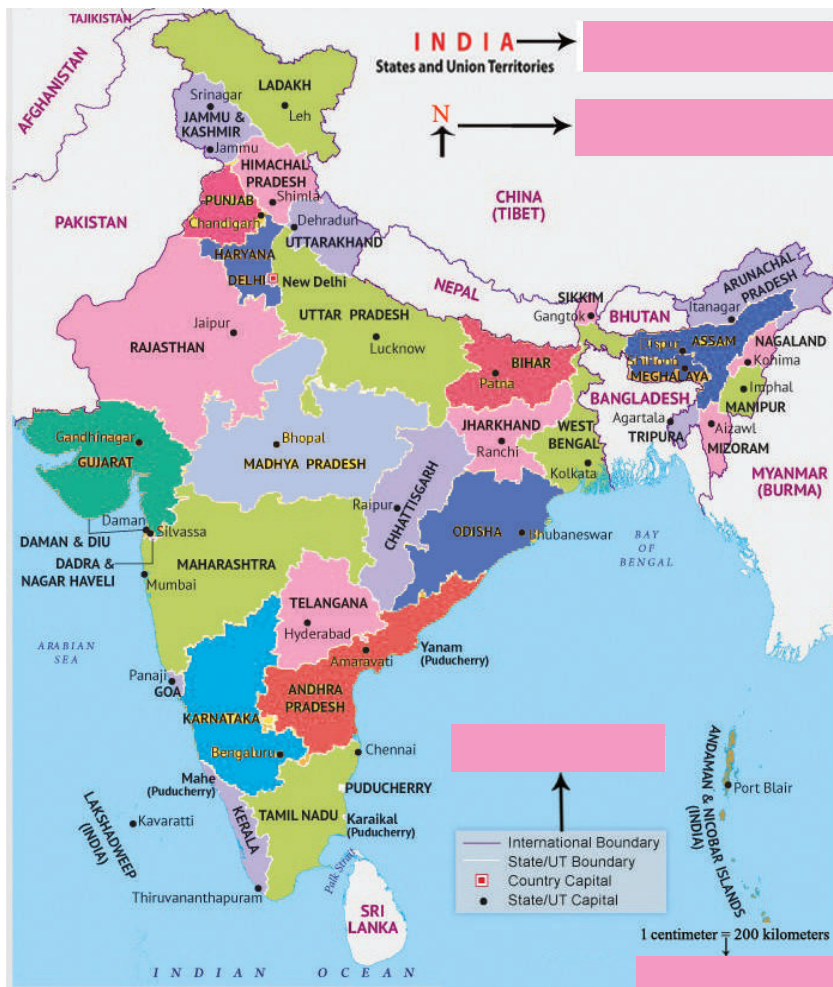 TAJIKISTAN
INDIA
States and Union Territories
AFGHANISTAN
LADAKH
Srinagar
Leh
JAMMU &
KASHMIR
Jammu
N
HIMACHAL
PRADESH
Shimla
PUNJAB
Chandigarh
CHINA
(TIBET)
PAKISTAN
Dehradun
UTTARAKHAND
HARYANA
DELHI
New Delhi
NEPAL
SIKKIM
Gangtok
BHUTAN
ARUNACHAL
PRADESH
Itanagar
UTTAR PRADESH
Lucknow
Jaipur
RAJASTHAN
BIHAR
Patna
ASSAM
Dispur
Shillong
MEGHALAYA
NAGALAND
Kohima
Imphal
MANIPUR
BANGLADESH
Agartala
TRIPURA
Aizawl
MIZORAM
MYANMAR
(BURMA)
JHARKHAND
Ranchi
WEST
BENGAL
Kolkata
Gandhinagar
GUJARAT
Bhopal
MADHYA PRADESH
Raipur
CHHATTISGARH
ODISHA
Bhubaneswar
BAY
OF
BENGAL
Daman
Silvassa
DAMAN & DIU
DADRA &
NAGAR HAVELI
MAHARASHTRA
Mumbai
TELANGANA
Hyderabad
ARABIAN
SEA
Yanam
(Puducherry)
Amaravati
Panaji
GOA
ANDHRA
PRADESH
KARNATAKA
Bengaluru
Chennai
Mahe
(Puducherry)
PUDUCHERRY
TAMIL NADU
Karaikal
(Puducherry)
KERALA
LAKSHADWEEP
(INDIA)
Kavaratti
Thiruvananthapuram
Palk Strait
SRI
LANKA
ANDAMAN & NICOBAR ISLANDS
(INDIA)
Port Blair
International Boundary
State/UT Boundary
Country Capital
State/UT Capital
1 centimeter = 200 kilometers
INDIAN OCEAN